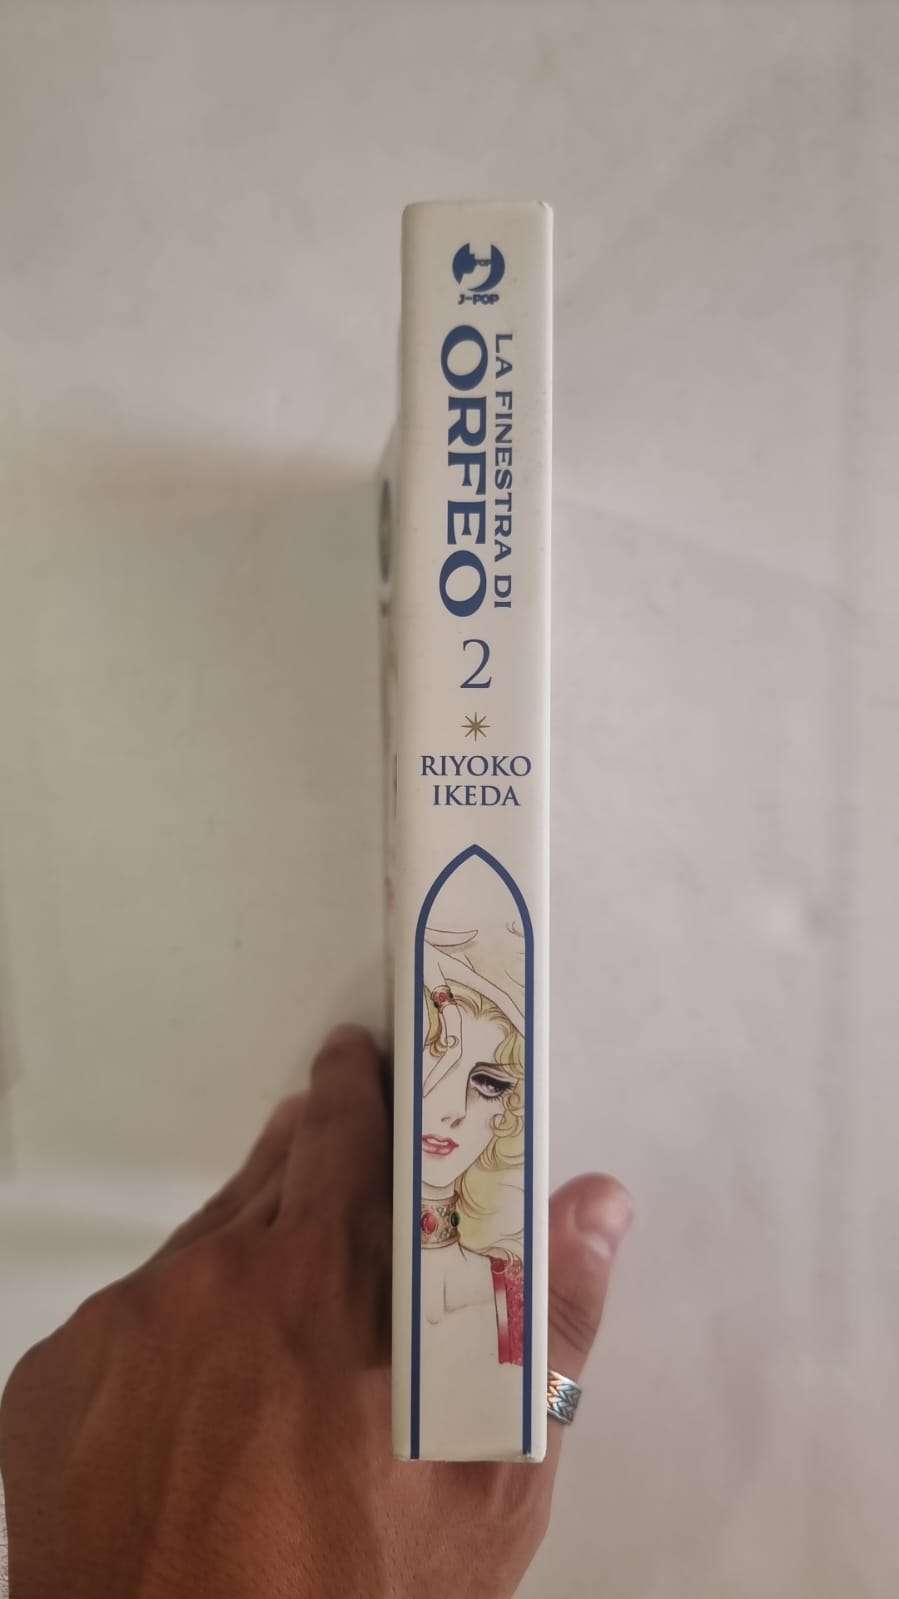 J-POP
LA FINESTRA DI
ORFEO
2
RIYOKO
IKEDA